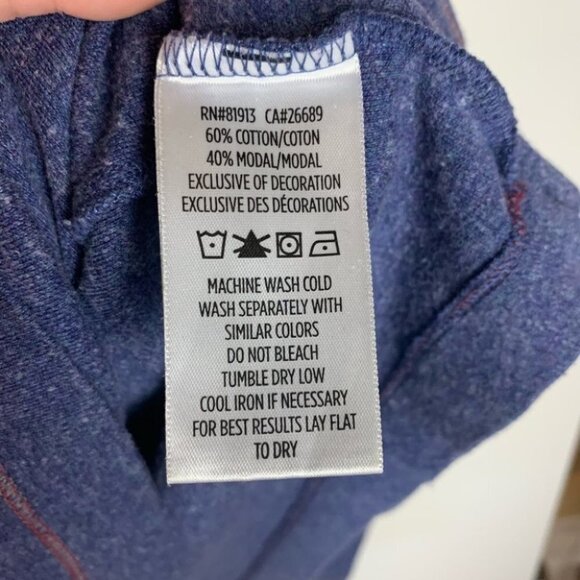 RN#81913 CA#26689
60% COTTON/COTON
40% MODAL/MODAL
EXCLUSIVE OF DECORATION
EXCLUSIVE DES DÉCORATIONS
MACHINE WASH COLD
WASH SEPARATELY WITH
SIMILAR COLORS
DO NOT BLEACH
TUMBLE DRY LOW
COOL IRON IF NECESSARY
FOR BEST RESULTS LAY FLAT
TO DRY